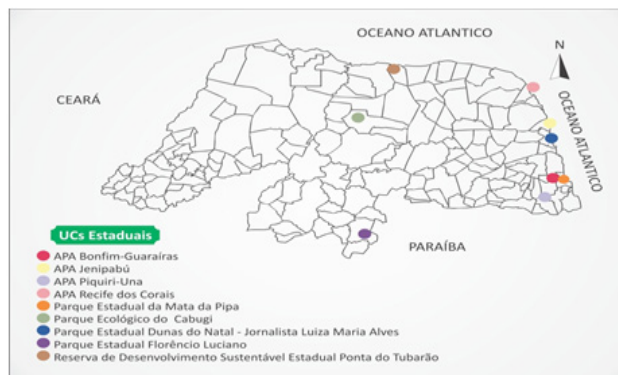 OCEANO ATLANTICO
N
CEARÁ
OCEANO ATLANTICO
PARAÍBA
UCs Estaduais
APA Bonfim-Guaraíras
APA Jenipabú
APA Piquiri-Una
APA Recife dos Corais
Parque Estadual da Mata da Pipa
Parque Ecológico do Cabugi
Parque Estadual Dunas do Natal - Jornalista Luiza Maria Alves
Parque Estadual Florêncio Luciano
Reserva de Desenvolvimento Sustentável Estadual Ponta do Tubarão